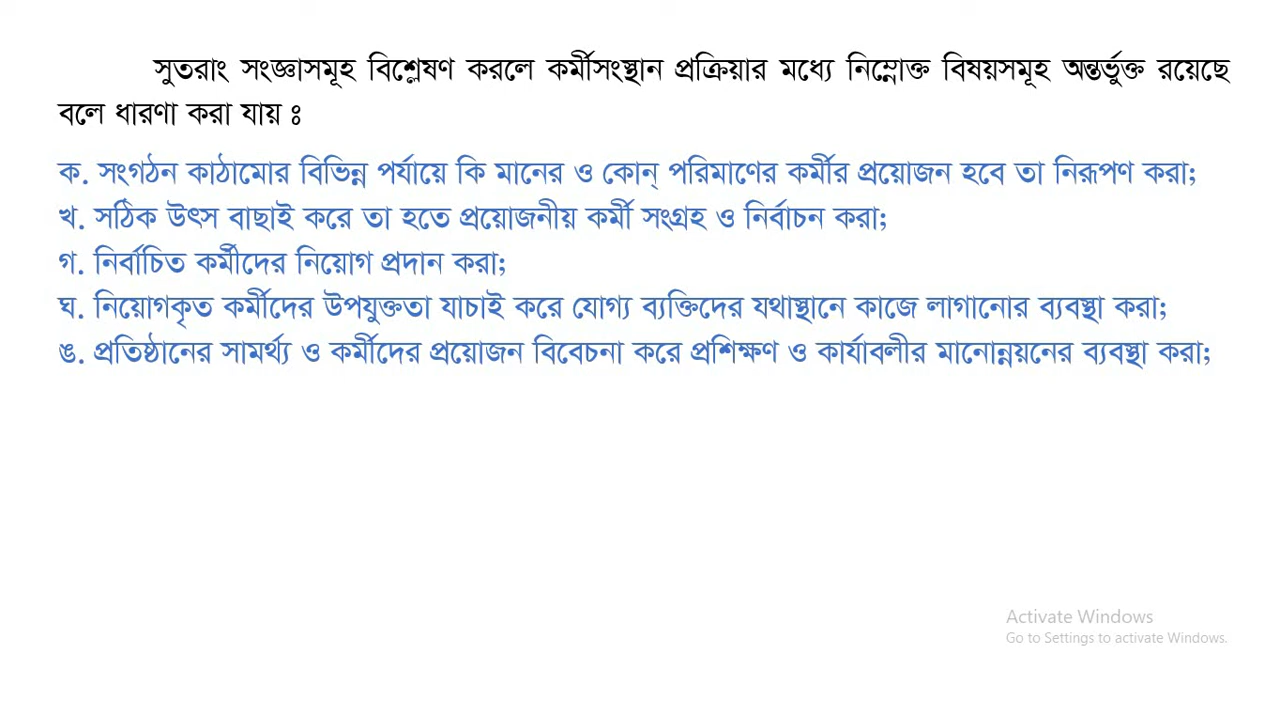 সুতরাং সংজ্ঞাসমূহ বিশ্লেষণ করলে কর্মীসংস্থান প্রক্রিয়ার মধ্যে নিম্নোক্ত বিষয়সমূহ অন্তর্ভুক্ত রয়েছে
বলে ধারণা করা যায় ঃ
ক. সংগঠন কাঠামোর বিভিন্ন পর্যায়ে কি মানের ও কোন্ পরিমাণের কর্মীর প্রয়োজন হবে তা নিরূপণ করা;
খ. সঠিক উৎস বাছাই করে তা হতে প্রয়োজনীয় কর্মী সংগ্রহ ও নির্বাচন করা;
গ. নির্বাচিত কর্মীদের নিয়োগ প্রদান করা;
ঘ. নিয়োগকৃত কর্মীদের উপযুক্ততা যাচাই করে যোগ্য ব্যক্তিদের যথাস্থানে কাজে লাগানোর ব্যবস্থা করা;
ঙ. প্রতিষ্ঠানের সামর্থ্য ও কর্মীদের প্রয়োজন বিবেচনা করে প্রশিক্ষণ ও কার্যাবলীর মানোন্নয়নের ব্যবস্থা করা;
Activate Windows
Go to Settings to activate Windows.